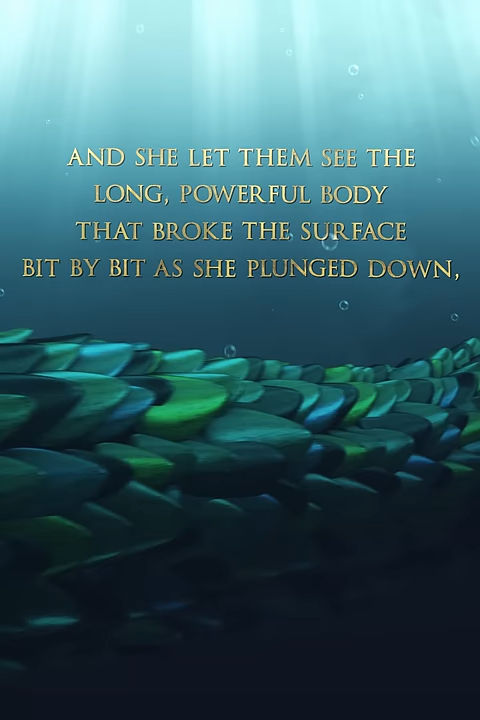 AND SHE LET THEM SEE THE
LONG, POWERFUL BODY
THAT BROKE THE SURFACE
BIT BY BIT AS SHE PLUNGED DOWN,